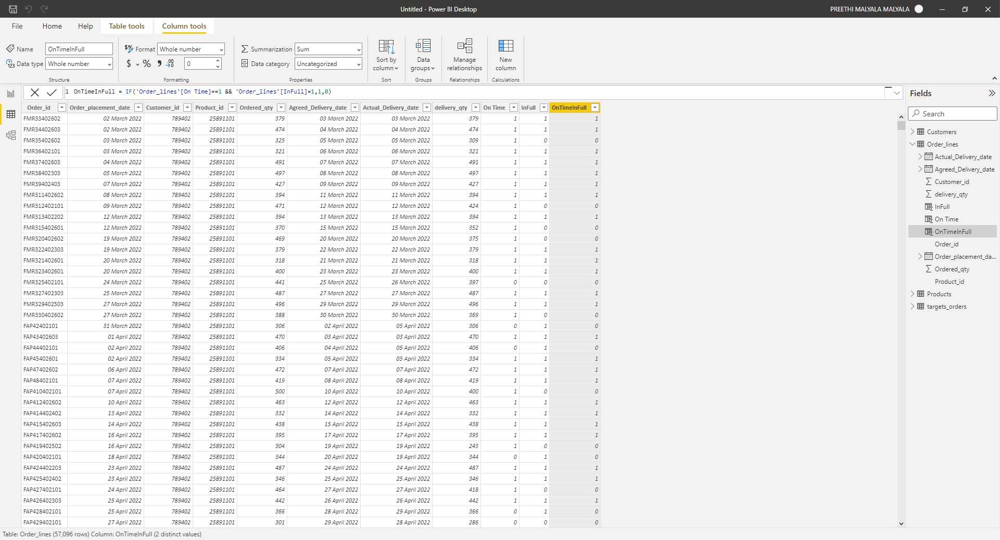 Untitled - Power BI Desktop
PREETHI MALYALA MALYALA
File Home Help Table tools Column tools
Name OnTimeInFull
Data type Whole number
Structure
Format Whole number
$ % 9 .00 0
Formatting
Summarization Sum
Data category Uncategorized
Properties
Sort by column
Sort
Data groups
Groups
Manage relationships
Relationships
New column
Calculations
1 OnTimeInFull = IF('Order_lines'[On Time]==1 && 'Order_lines'[InFull]=1,1,0)
Order_id Order_placement_date Customer_id Product_id Ordered_qty Agreed_Delivery_date Actual_Delivery_date delivery_qty On Time InFull OnTimeInFull
FMR33402602 02 March 2022 789402 25891101 379 03 March 2022 03 March 2022 379 1 1 1
FMR34402603 02 March 2022 789402 25891101 474 04 March 2022 04 March 2022 474 1 1 1
FMR35402602 03 March 2022 789402 25891101 325 05 March 2022 05 March 2022 309 1 0 0
FMR36402101 03 March 2022 789402 25891101 321 06 March 2022 06 March 2022 321 1 1 1
FMR37402603 04 March 2022 789402 25891101 491 07 March 2022 07 March 2022 491 1 1 1
FMR38402303 05 March 2022 789402 25891101 497 08 March 2022 08 March 2022 497 1 1 1
FMR39402403 07 March 2022 789402 25891101 427 09 March 2022 09 March 2022 427 1 1 1
FMR311402602 08 March 2022 789402 25891101 394 11 March 2022 11 March 2022 394 1 1 1
FMR312402101 09 March 2022 789402 25891101 471 12 March 2022 12 March 2022 424 1 0 0
FMR313402202 12 March 2022 789402 25891101 394 13 March 2022 13 March 2022 394 1 1 1
FMR315402601 12 March 2022 789402 25891101 370 15 March 2022 15 March 2022 352 1 0 0
FMR320402602 19 March 2022 789402 25891101 469 20 March 2022 20 March 2022 375 1 0 0
FMR322402303 19 March 2022 789402 25891101 379 22 March 2022 22 March 2022 379 1 1 1
FMR321402601 20 March 2022 789402 25891101 318 21 March 2022 21 March 2022 318 1 1 1
FMR323402601 20 March 2022 789402 25891101 400 23 March 2022 23 March 2022 400 1 1 1
FMR325402101 24 March 2022 789402 25891101 441 25 March 2022 26 March 2022 397 0 0 0
FMR327402303 25 March 2022 789402 25891101 487 27 March 2022 27 March 2022 487 1 1 1
FMR329402503 27 March 2022 789402 25891101 496 29 March 2022 29 March 2022 496 1 1 1
FMR330402602 27 March 2022 789402 25891101 388 30 March 2022 30 March 2022 369 1 0 0
FAP42402101 31 March 2022 789402 25891101 306 02 April 2022 05 April 2022 306 0 1 0
FAP43402603 01 April 2022 789402 25891101 470 03 April 2022 03 April 2022 470 1 1 1
FAP44402101 02 April 2022 789402 25891101 406 04 April 2022 05 April 2022 406 0 1 0
FAP45402601 02 April 2022 789402 25891101 334 05 April 2022 05 April 2022 334 1 1 1
FAP47402602 06 April 2022 789402 25891101 472 07 April 2022 07 April 2022 472 1 1 1
FAP48402101 07 April 2022 789402 25891101 419 08 April 2022 08 April 2022 419 1 1 1
FAP410402101 07 April 2022 789402 25891101 500 10 April 2022 10 April 2022 400 1 0 0
FAP412402602 10 April 2022 789402 25891101 463 12 April 2022 12 April 2022 463 1 1 1
FAP414402402 13 April 2022 789402 25891101 332 14 April 2022 14 April 2022 332 1 1 1
FAP415402603 14 April 2022 789402 25891101 438 15 April 2022 15 April 2022 438 1 1 1
FAP417402602 16 April 2022 789402 25891101 395 17 April 2022 17 April 2022 395 1 1 1
FAP419402502 16 April 2022 789402 25891101 304 19 April 2022 19 April 2022 243 1 0 0
FAP420402101 18 April 2022 789402 25891101 344 20 April 2022 19 April 2022 344 0 1 0
FAP424402203 23 April 2022 789402 25891101 487 24 April 2022 24 April 2022 487 1 1 1
FAP425402402 23 April 2022 789402 25891101 346 25 April 2022 25 April 2022 346 1 1 1
FAP427402101 24 April 2022 789402 25891101 464 27 April 2022 27 April 2022 418 1 0 0
FAP426402303 25 April 2022 789402 25891101 442 26 April 2022 26 April 2022 442 1 1 1
FAP428402101 25 April 2022 789402 25891101 366 28 April 2022 29 April 2022 366 0 1 0
FAP429402101 27 April 2022 789402 25891101 301 29 April 2022 28 April 2022 286 0 0 0
Fields
Search
Customers
Order_lines
Actual_Delivery_date
Agreed_Delivery_date
Customer_id
delivery_qty
InFull
On Time
OnTimeInFull
Order_id
Order_placement_da...
Ordered_qty
Product_id
Products
targets_orders
Table: Order_lines (57,096 rows) Column: OnTimeInFull (2 distinct values)